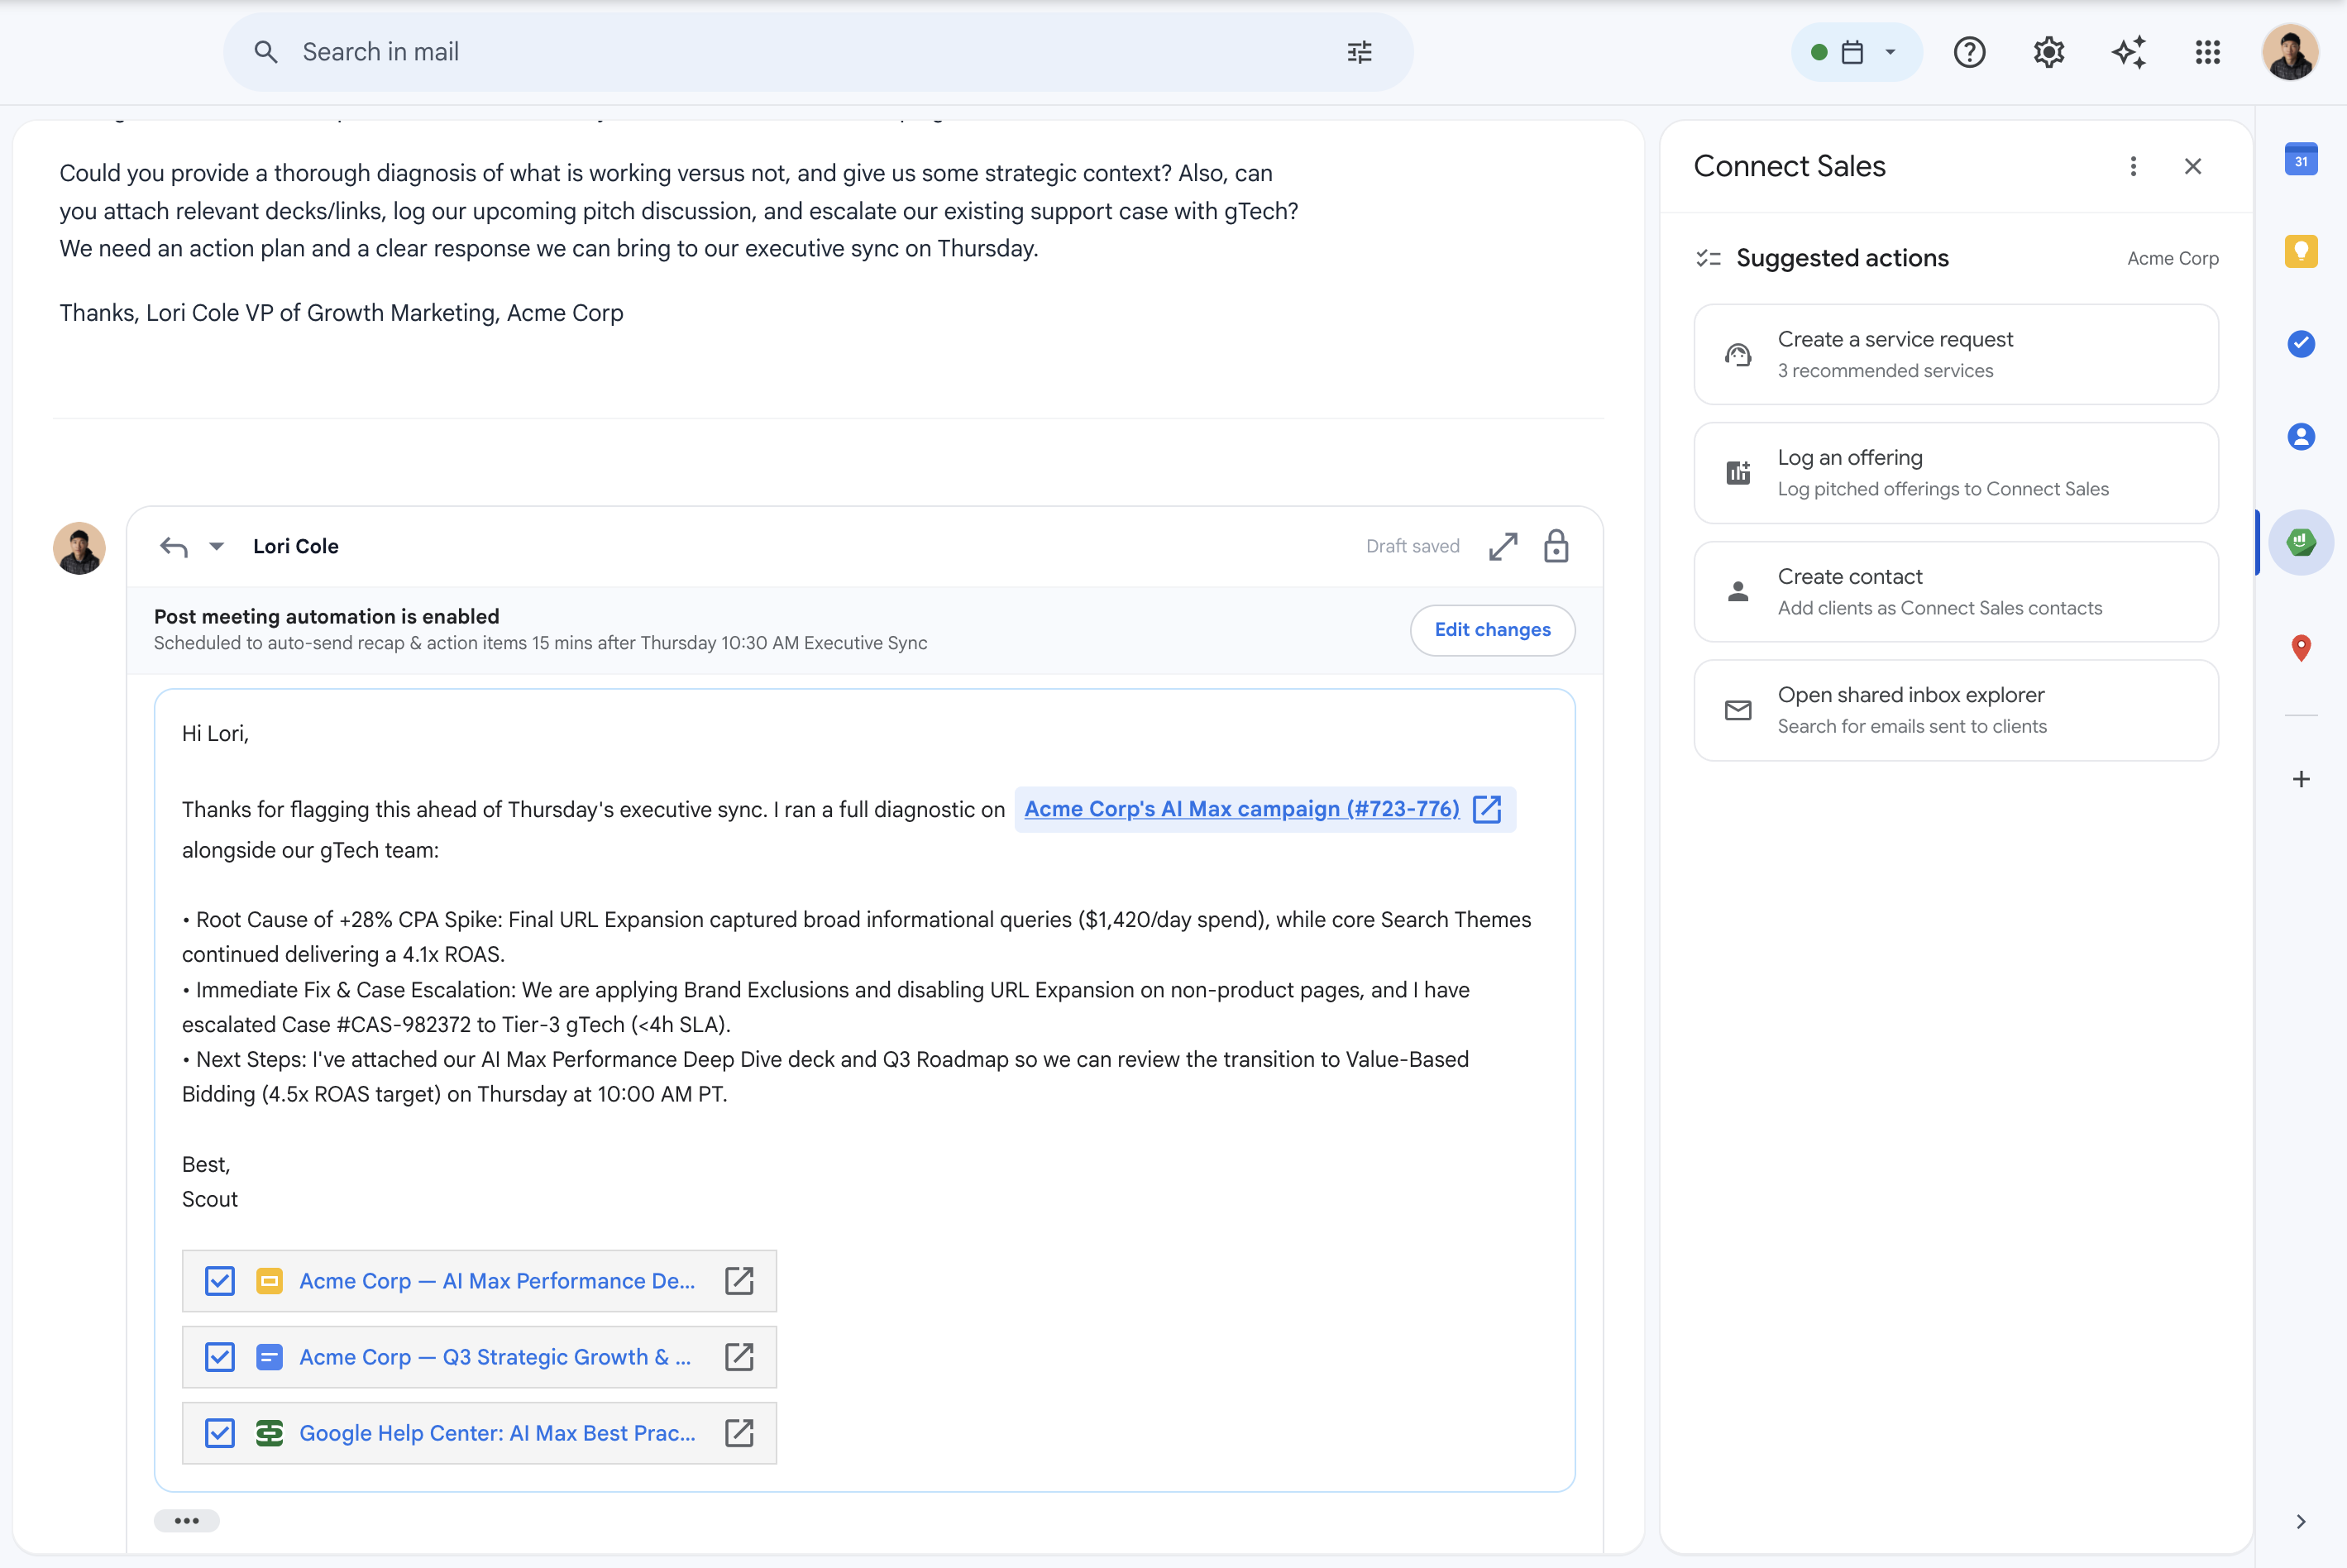 Search in mail
Could you provide a thorough diagnosis of what is working versus not, and give us some strategic context? Also, can
you attach relevant decks/links, log our upcoming pitch discussion, and escalate our existing support case with gTech?
We need an action plan and a clear response we can bring to our executive sync on Thursday.
Thanks, Lori Cole VP of Growth Marketing, Acme Corp
Lori Cole
Draft saved
Post meeting automation is enabled
Scheduled to auto-send recap & action items 15 mins after Thursday 10:30 AM Executive Sync
Edit changes
Hi Lori,
Thanks for flagging this ahead of Thursday's executive sync. I ran a full diagnostic on Acme Corp's AI Max campaign (#723-776)
alongside our gTech team:
• Root Cause of +28% CPA Spike: Final URL Expansion captured broad informational queries ($1,420/day spend), while core Search Themes
continued delivering a 4.1x ROAS.
• Immediate Fix & Case Escalation: We are applying Brand Exclusions and disabling URL Expansion on non-product pages, and I have
escalated Case #CAS-982372 to Tier-3 gTech (<4h SLA).
• Next Steps: I've attached our AI Max Performance Deep Dive deck and Q3 Roadmap so we can review the transition to Value-Based
Bidding (4.5x ROAS target) on Thursday at 10:00 AM PT.
Best,
Scout
Acme Corp — AI Max Performance De...
Acme Corp — Q3 Strategic Growth & ...
Google Help Center: AI Max Best Prac...
Connect Sales
Suggested actions
Acme Corp
Create a service request
3 recommended services
Log an offering
Log pitched offerings to Connect Sales
Create contact
Add clients as Connect Sales contacts
Open shared inbox explorer
Search for emails sent to clients
31